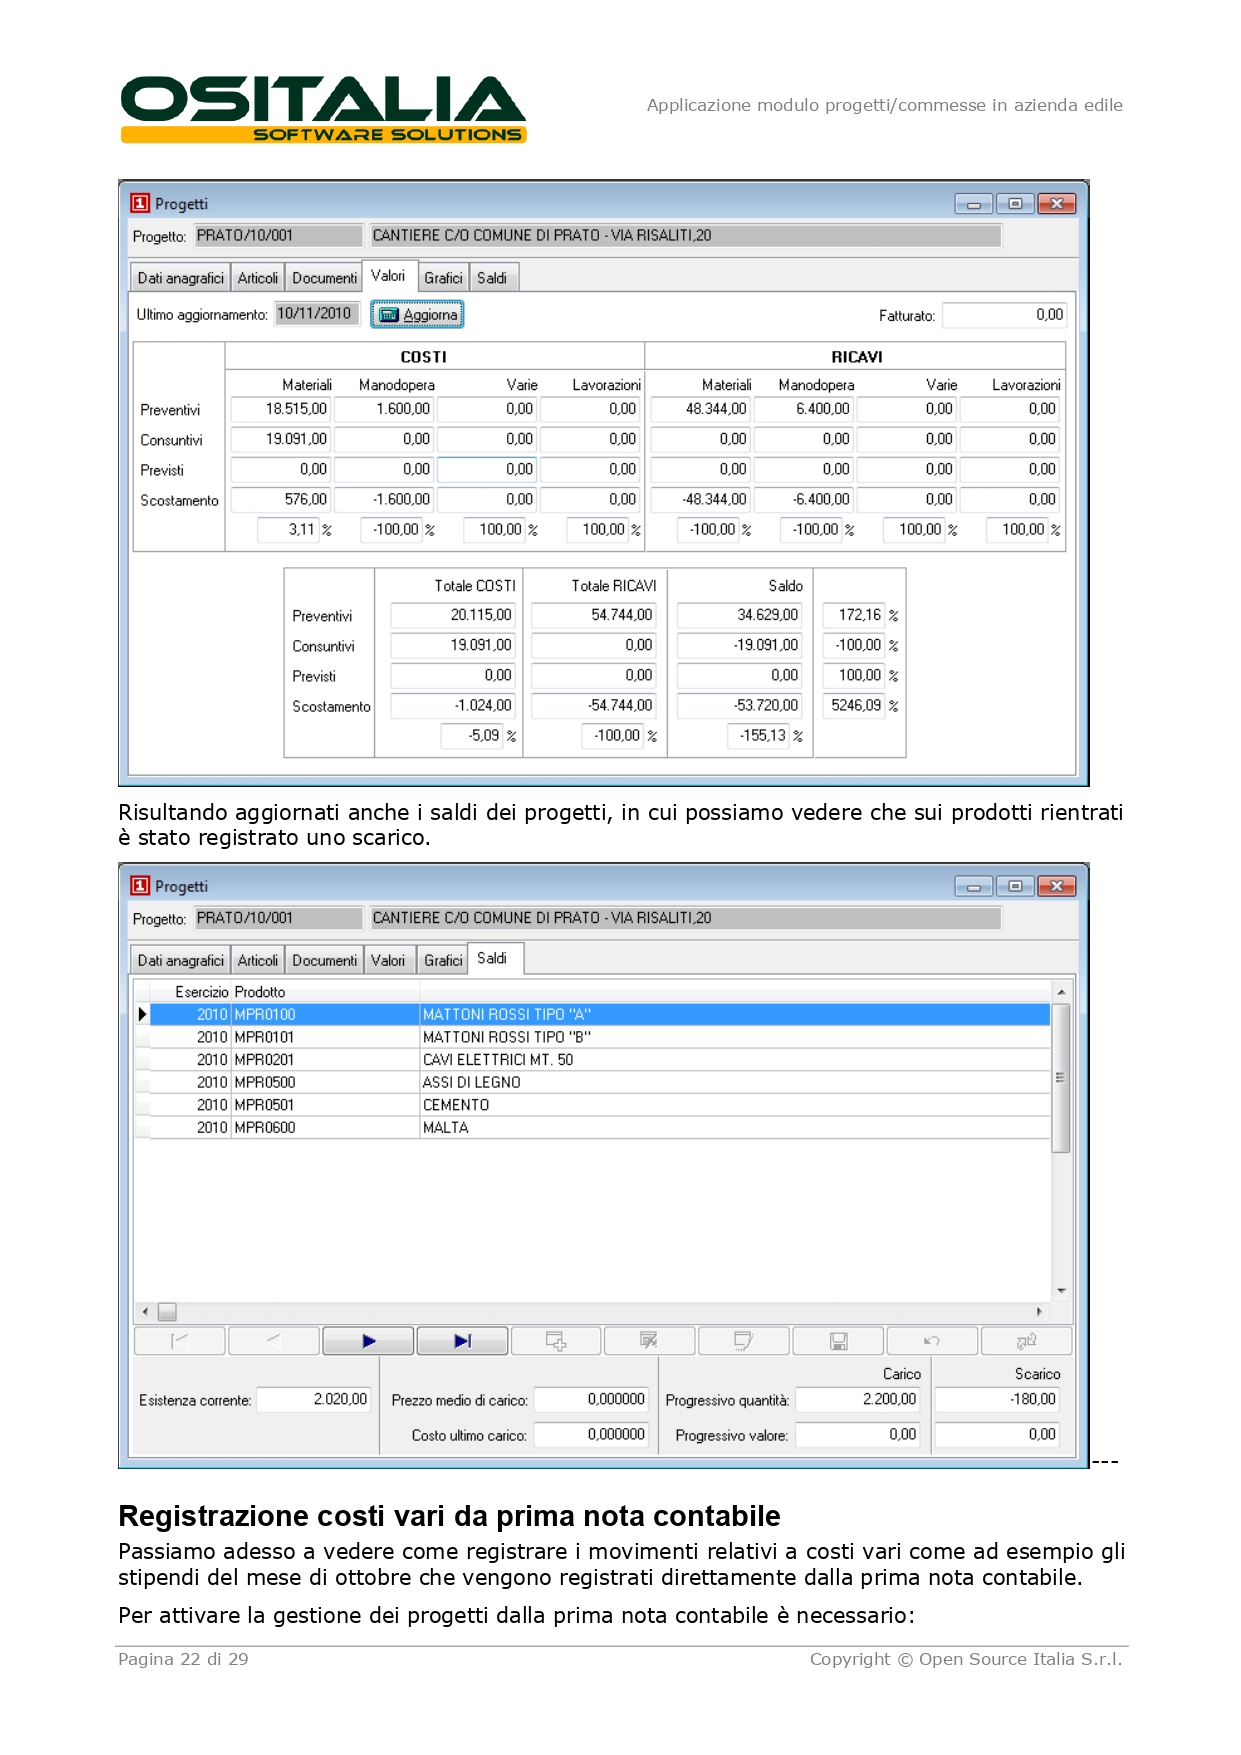 OSITALIA
SOFTWARE SOLUTIONS
Applicazione modulo progetti/commesse in azienda edile
1 Progetti
Progetto: PRATO/10/001 CANTIERE C/O COMUNE DI PRATO - VIA RISALITI,20
Dati anagrafici Articoli Documenti Valori Grafici Saldi
Ultimo aggiornamento: 10/11/2010 Aggiorna Fatturato: 0,00
COSTI RICAVI
Materiali Manodopera Varie Lavorazioni Materiali Manodopera Varie Lavorazioni
Preventivi 18.515,00 1.600,00 0,00 0,00 48.344,00 6.400,00 0,00 0,00
Consuntivi 19.091,00 0,00 0,00 0,00 0,00 0,00 0,00 0,00
Previsti 0,00 0,00 0,00 0,00 0,00 0,00 0,00 0,00
Scostamento 576,00 -1.600,00 0,00 0,00 -48.344,00 -6.400,00 0,00 0,00
3,11 % -100,00 % 100,00 % 100,00 % -100,00 % -100,00 % 100,00 % 100,00 %
Totale COSTI Totale RICAVI Saldo
Preventivi 20.115,00 54.744,00 34.629,00 172,16 %
Consuntivi 19.091,00 0,00 -19.091,00 -100,00 %
Previsti 0,00 0,00 0,00 100,00 %
Scostamento -1.024,00 -54.744,00 -53.720,00 5246,09 %
-5,09 % -100,00 % -155,13 %
Risultando aggiornati anche i saldi dei progetti, in cui possiamo vedere che sui prodotti rientrati
è stato registrato uno scarico.
1 Progetti
Progetto: PRATO/10/001 CANTIERE C/O COMUNE DI PRATO - VIA RISALITI,20
Dati anagrafici Articoli Documenti Valori Grafici Saldi
Esercizio Prodotto
2010 MPR0100 MATTONI ROSSI TIPO "A"
2010 MPR0101 MATTONI ROSSI TIPO "B"
2010 MPR0201 CAVI ELETTRICI MT. 50
2010 MPR0500 ASSI DI LEGNO
2010 MPR0501 CEMENTO
2010 MPR0600 MALTA
Carico Scarico
Esistenza corrente: 2.020,00 Prezzo medio di carico: 0,000000 Progressivo quantità: 2.200,00 -180,00
Costo ultimo carico: 0,000000 Progressivo valore: 0,00 0,00
---
Registrazione costi vari da prima nota contabile
Passiamo adesso a vedere come registrare i movimenti relativi a costi vari come ad esempio gli
stipendi del mese di ottobre che vengono registrati direttamente dalla prima nota contabile.
Per attivare la gestione dei progetti dalla prima nota contabile è necessario:
Pagina 22 di 29 Copyright © Open Source Italia S.r.l.